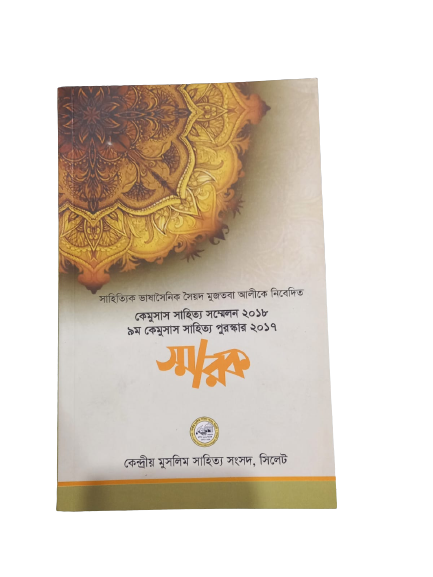 সাহিত্যিক ভাষাসৈনিক সৈয়দ মুজতবা আলীকে নিবেদিত
কেমুসাস সাহিত্য সম্মেলন ২০১৮
৯ম কেমুসাস সাহিত্য পুরস্কার ২০১৭
স্মারক
কেন্দ্রীয় মুসলিম সাহিত্য সংসদ, সিলেট